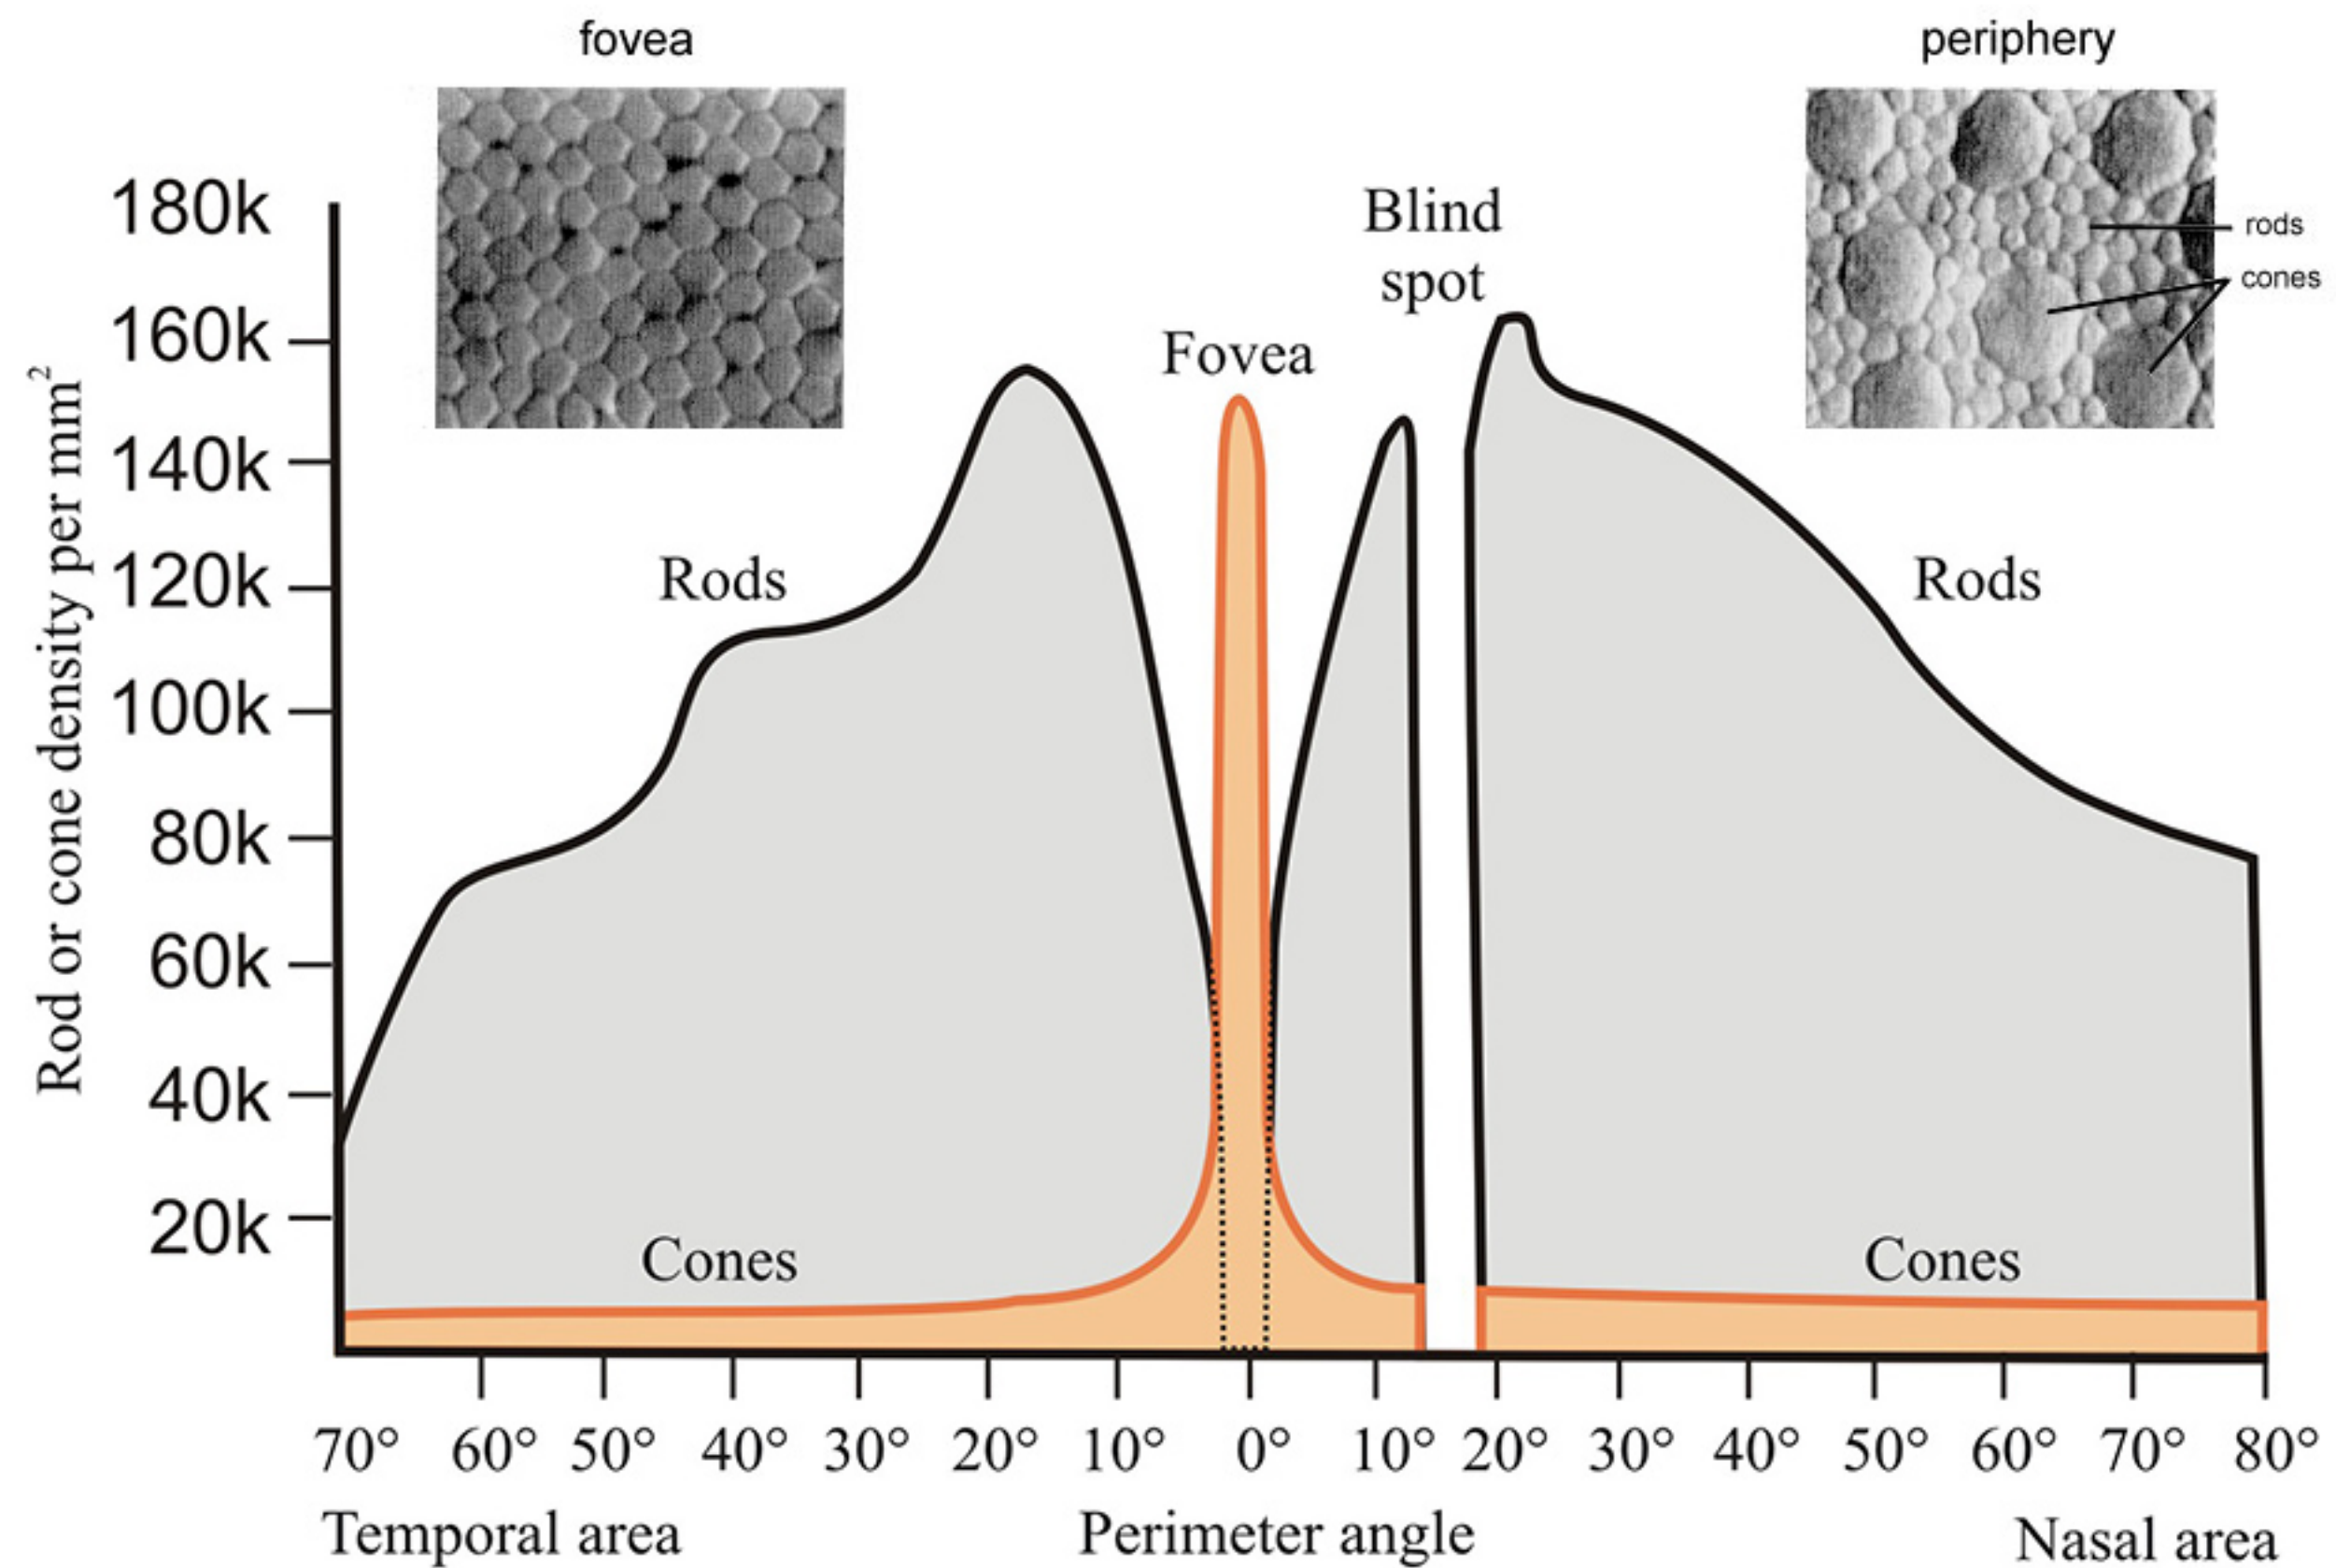 fovea
periphery
180k
160k
140k
120k
100k
80k
60k
40k
20k
Rod or cone density per mm²
Blind
spot
Fovea
rods
cones
Rods
Rods
Cones
Cones
70° 60° 50° 40° 30° 20° 10° 0° 10° 20° 30° 40° 50° 60° 70° 80°
Temporal area Perimeter angle Nasal area